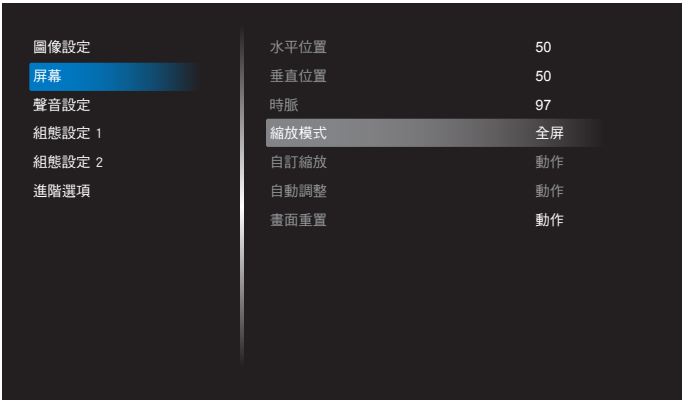 圖像設定
屏幕
聲音設定
組態設定 1
組態設定 2
進階選項
水平位置 50
垂直位置 50
時脈 97
縮放模式 全屏
自訂縮放 動作
自動調整 動作
畫面重置 動作